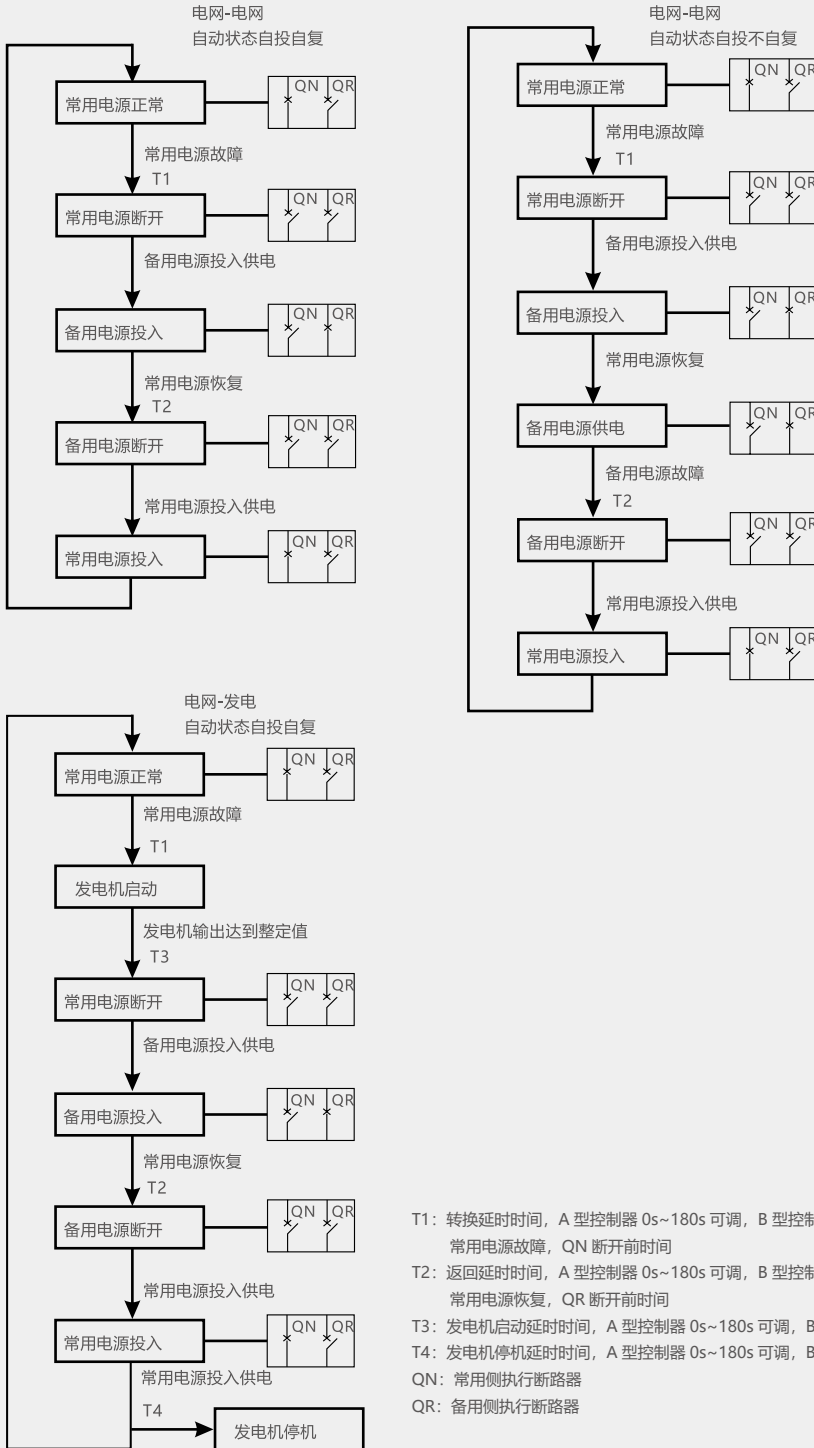 电网-电网
自动状态自投自复
常用电源正常
QN QR
常用电源故障
T1
常用电源断开
QN QR
备用电源投入供电
备用电源投入
QN QR
常用电源恢复
T2
备用电源断开
QN QR
常用电源投入供电
常用电源投入
QN QR
电网-电网
自动状态自投不自复
常用电源正常
QN QR
常用电源故障
T1
常用电源断开
QN QR
备用电源投入供电
备用电源投入
QN QR
常用电源恢复
备用电源供电
QN QR
备用电源故障
T2
备用电源断开
QN QR
常用电源投入供电
常用电源投入
QN QR
电网-发电
自动状态自投自复
常用电源正常
QN QR
常用电源故障
T1
发电机启动
发电机输出达到整定值
T3
常用电源断开
QN QR
备用电源投入供电
备用电源投入
QN QR
常用电源恢复
T2
备用电源断开
QN QR
常用电源投入供电
常用电源投入
QN QR
常用电源投入供电
T4
发电机停机
T1：转换延时时间，A 型控制器 0s~180s 可调，B 型控制
常用电源故障，QN 断开前时间
T2：返回延时时间，A 型控制器 0s~180s 可调，B 型控制
常用电源恢复，QR 断开前时间
T3：发电机启动延时时间，A 型控制器 0s~180s 可调，B
T4：发电机停机延时时间，A 型控制器 0s~180s 可调，B
QN：常用侧执行断路器
QR：备用侧执行断路器